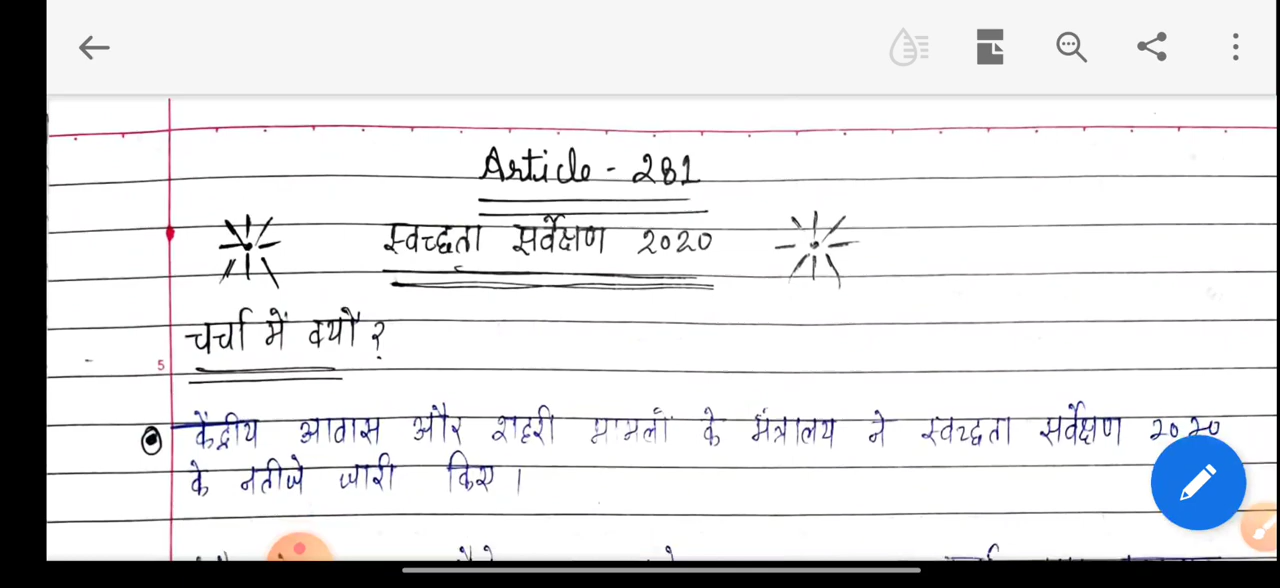 Article - 281
स्वच्छता सर्वेक्षण 2020
चर्चा में क्यों ?
5
केंद्रीय आवास और शहरी मामलों के मंत्रालय ने स्वच्छता सर्वेक्षण 2020
के नतीजे जारी किए ।